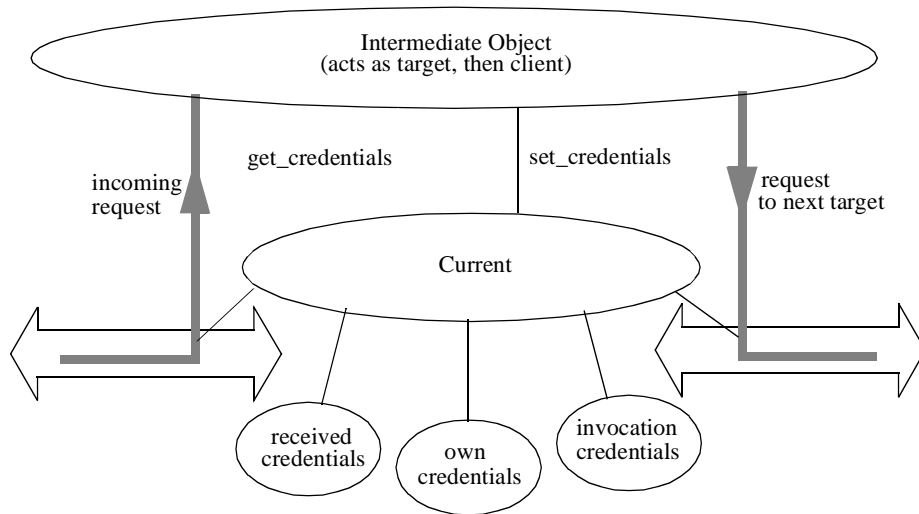 Intermediate Object
(acts as target, then client)
get_credentials
set_credentials
incoming
request
request
to next target
Current
received
credentials
own
credentials
invocation
credentials